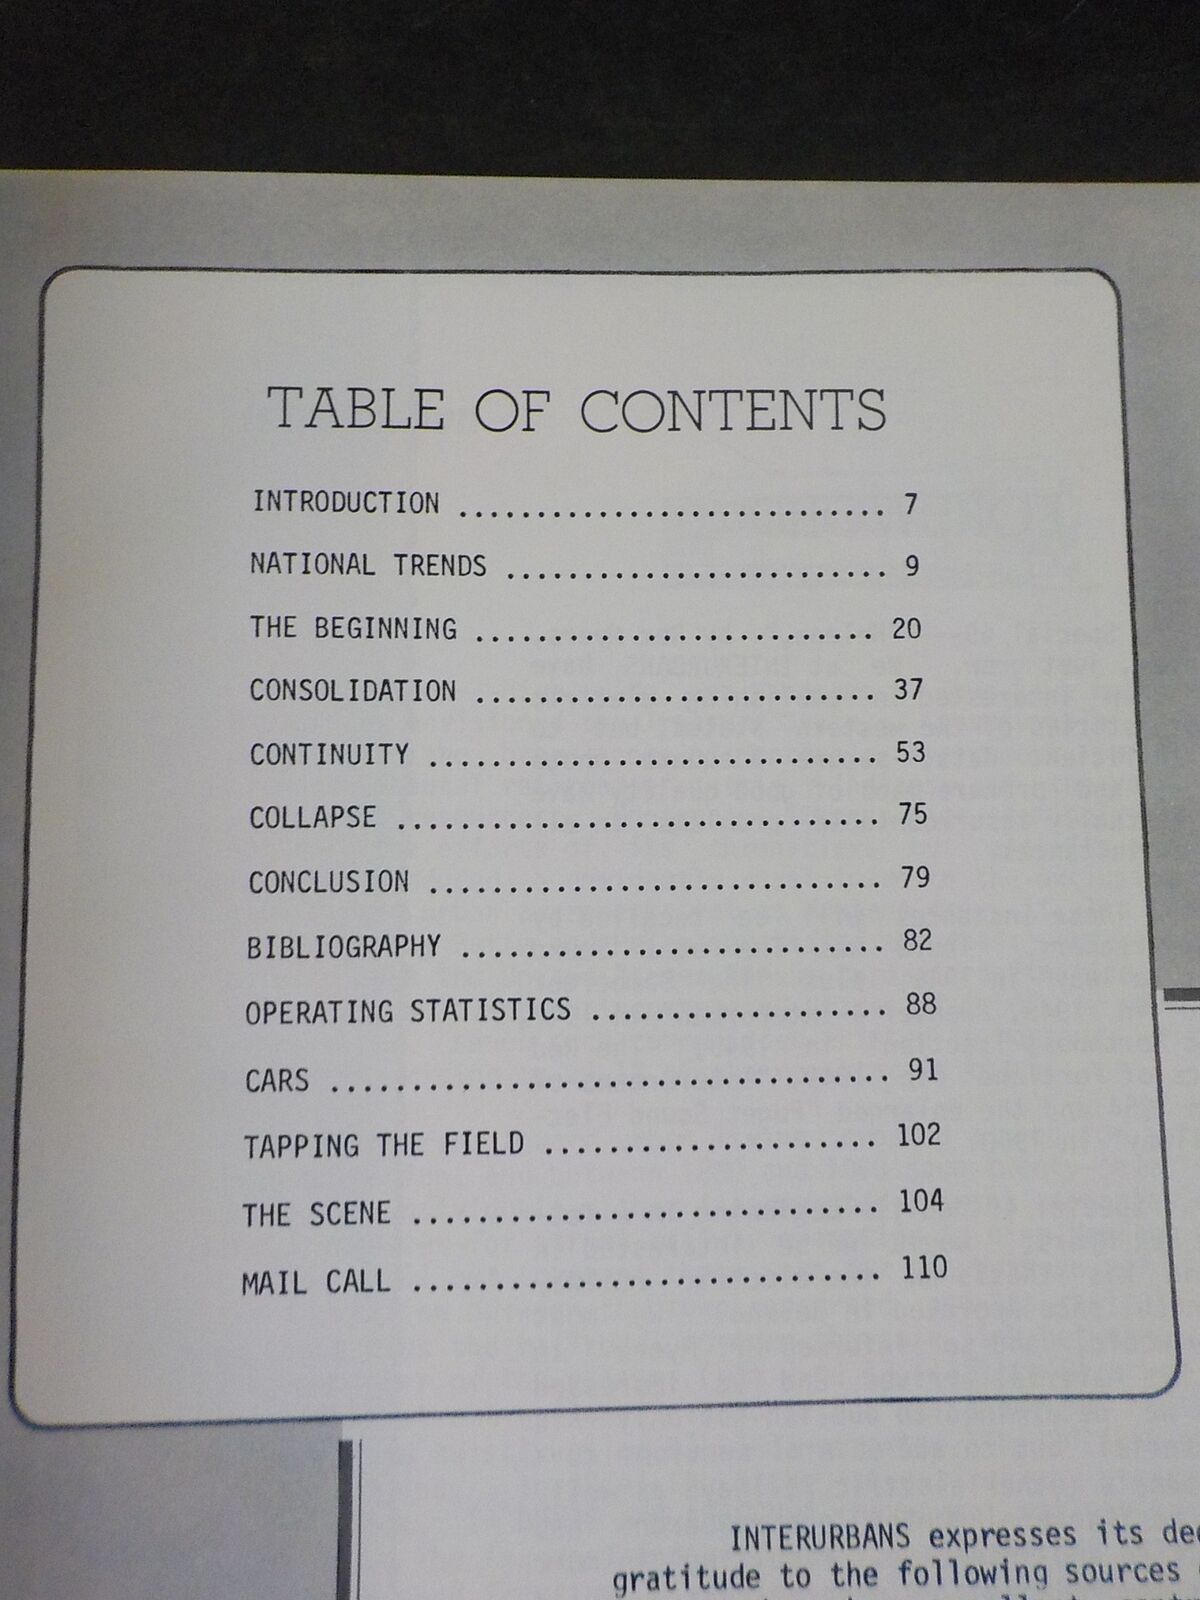 TABLE OF CONTENTS
INTRODUCTION ........................... 7
NATIONAL TRENDS ........................ 9
THE BEGINNING ......................... 20
CONSOLIDATION ......................... 37
CONTINUITY ............................ 53
COLLAPSE .............................. 75
CONCLUSION ............................ 79
BIBLIOGRAPHY .......................... 82
OPERATING STATISTICS .................. 88
CARS .................................. 91
TAPPING THE FIELD ..................... 102
THE SCENE ............................. 104
MAIL CALL ............................. 110
INTERURBANS expresses its
gratitude to the following sources